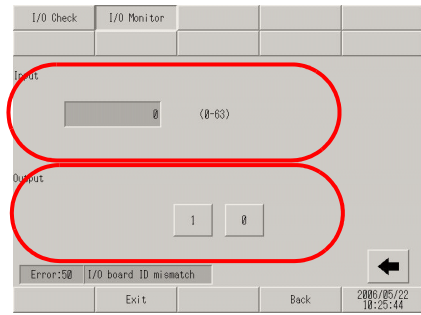 I/O Check I/O Monitor
Input
0 (0-63)
Output
1 0
Error:50 I/O board ID mismatch
Exit Back 2006/05/22
10:25:44